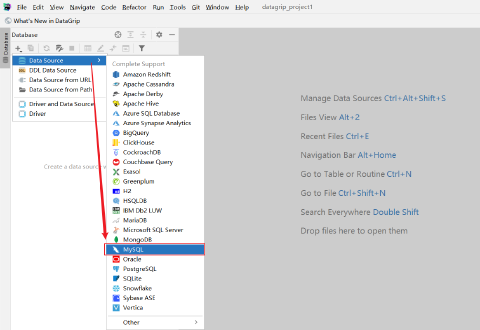 File Edit View Navigate Code Refactor Run Tools Git Window Help datagrip_project1
What's New in DataGrip
Database
Database
Data Source
DDL Data Source
Data Source from URL
Data Source from Path
Driver and Data Source
Driver
Create a data source
Complete Support
Amazon Redshift
Apache Cassandra
Apache Derby
Apache Hive
Azure SQL Database
Azure Synapse Analytics
BigQuery
ClickHouse
CockroachDB
Couchbase Query
Exasol
Greenplum
H2
HSQLDB
IBM Db2 LUW
MariaDB
Microsoft SQL Server
MongoDB
MySQL
Oracle
PostgreSQL
SQLite
Snowflake
Sybase ASE
Vertica
Other
Manage Data Sources Ctrl+Alt+Shift+S
Files View Alt+2
Recent Files Ctrl+E
Navigation Bar Alt+Home
Go to Table or Routine Ctrl+N
Go to File Ctrl+Shift+N
Search Everywhere Double Shift
Drop files here to open them